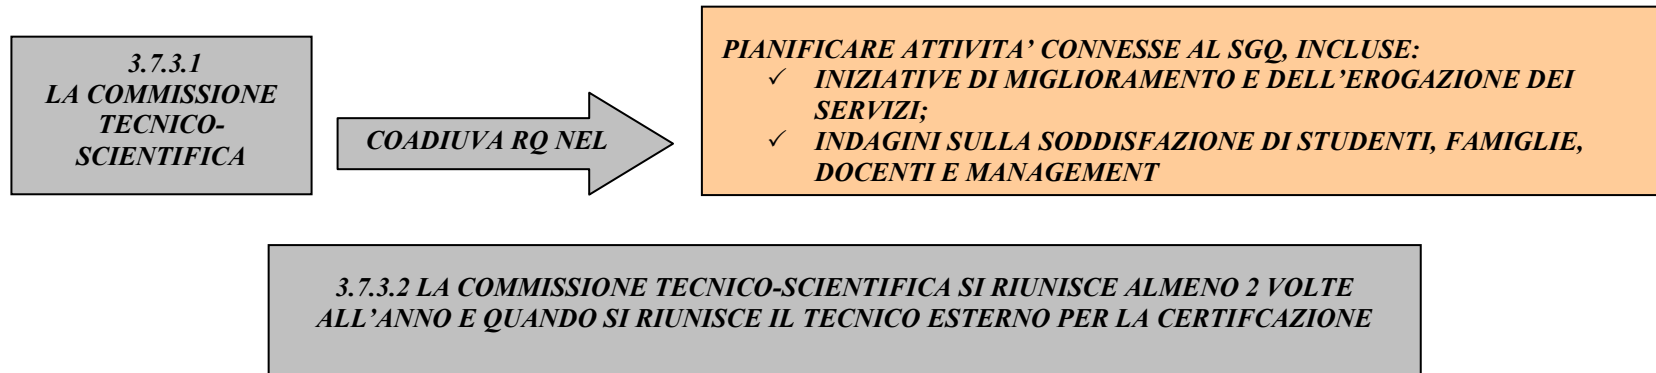 3.7.3.1
LA COMMISSIONE
TECNICO-
SCIENTIFICA
COADIUVA RQ NEL
PIANIFICARE ATTIVITA' CONNESSE AL SGQ, INCLUSE:
✓ INIZIATIVE DI MIGLIORAMENTO E DELL'EROGAZIONE DEI
SERVIZI;
✓ INDAGINI SULLA SODDISFAZIONE DI STUDENTI, FAMIGLIE,
DOCENTI E MANAGEMENT
3.7.3.2 LA COMMISSIONE TECNICO-SCIENTIFICA SI RIUNISCE ALMENO 2 VOLTE
ALL'ANNO E QUANDO SI RIUNISCE IL TECNICO ESTERNO PER LA CERTIFCAZIONE